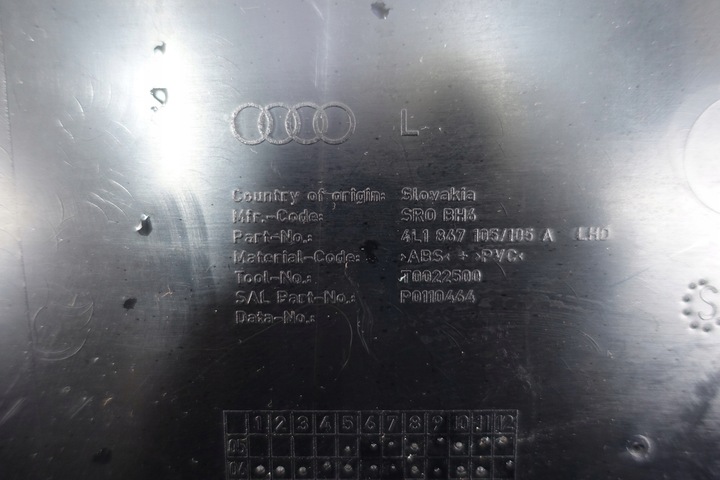 L
Country of origin: Slovakia
Mfr.-Code: SRO BH4
Part-No.: 4L1 867 105/105 A LHD
Material-Code: >ABS< + >PVC<
Tool-No.: T0022500
SAL Part-No.: P0110464
Data-No.:
S
1 2 3 4 5 6 7 8 9 10 11 12
05
06